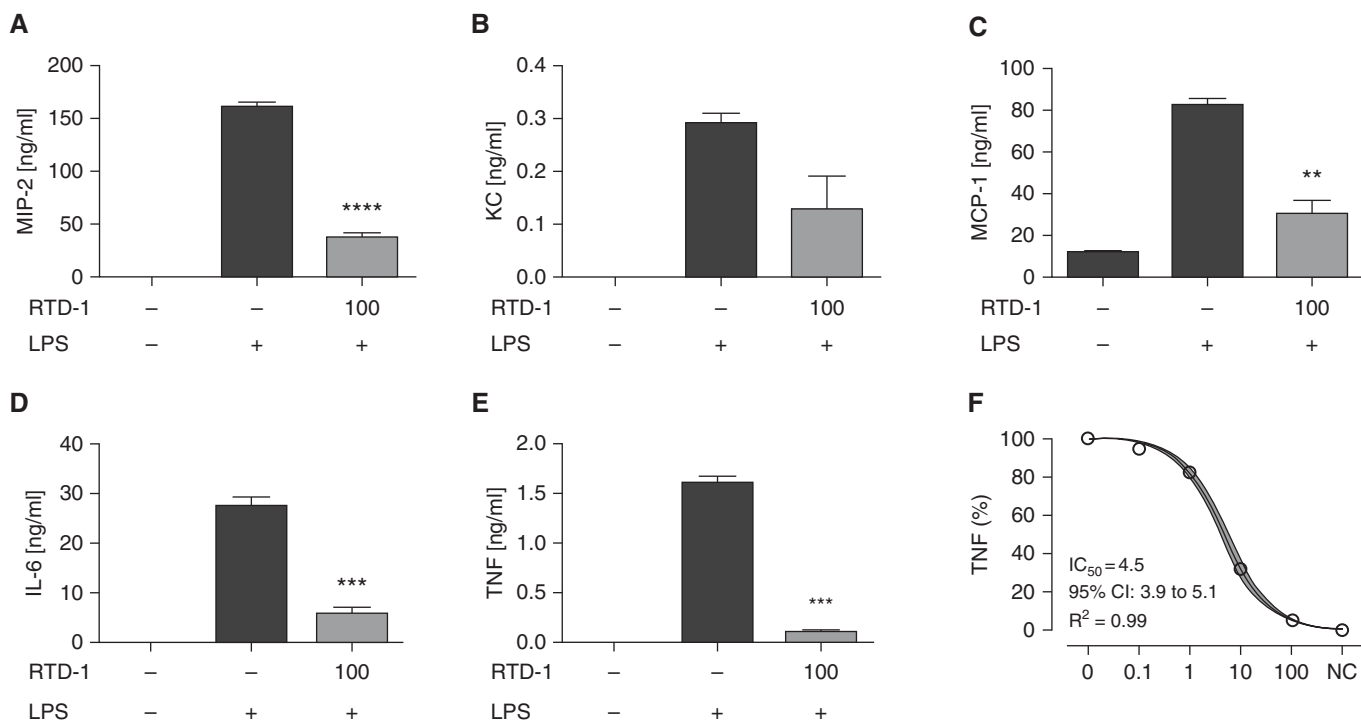 A
MIP-2 [ng/ml]
200
150
100
50
0
****
RTD-1 – – 100
LPS – + +
B
KC [ng/ml]
0.4
0.3
0.2
0.1
0.0
– – 100
– + +
C
MCP-1 [ng/ml]
100
80
60
40
20
0
**
RTD-1 – – 100
LPS – + +
D
IL-6 [ng/ml]
40
30
20
10
0
***
RTD-1 – – 100
LPS – + +
E
TNF [ng/ml]
2.0
1.5
1.0
0.5
0.0
***
RTD-1 – – 100
LPS – + +
F
TNF (%)
100
80
60
40
20
0
IC50 = 4.5
95% CI: 3.9 to 5.1
R² = 0.99
0 0.1 1 10 100 NC